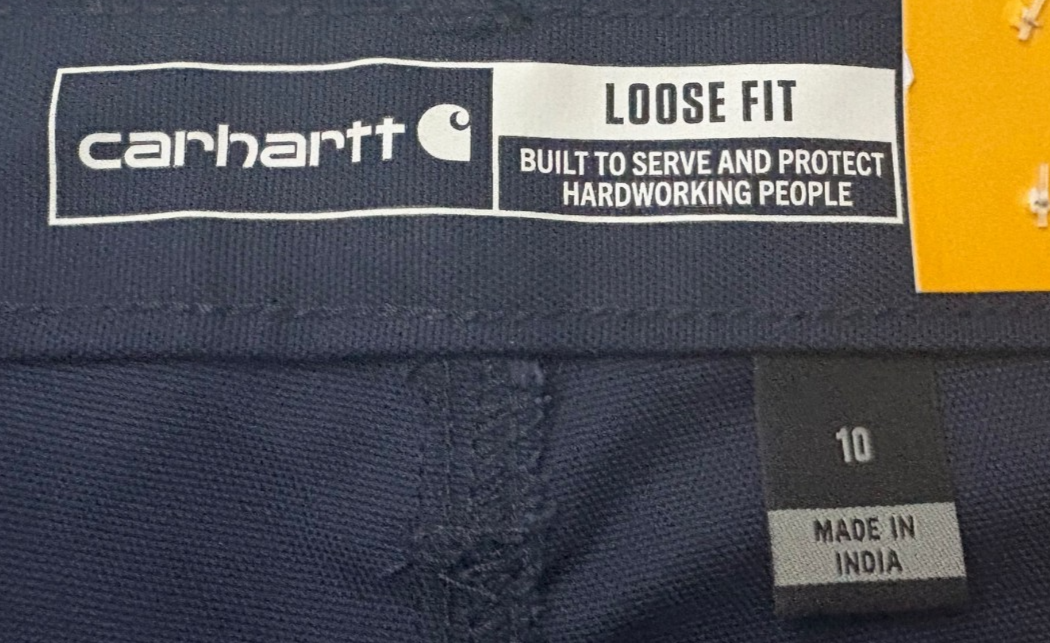 carhartt
LOOSE FIT
BUILT TO SERVE AND PROTECT
HARDWORKING PEOPLE
10
MADE IN
INDIA